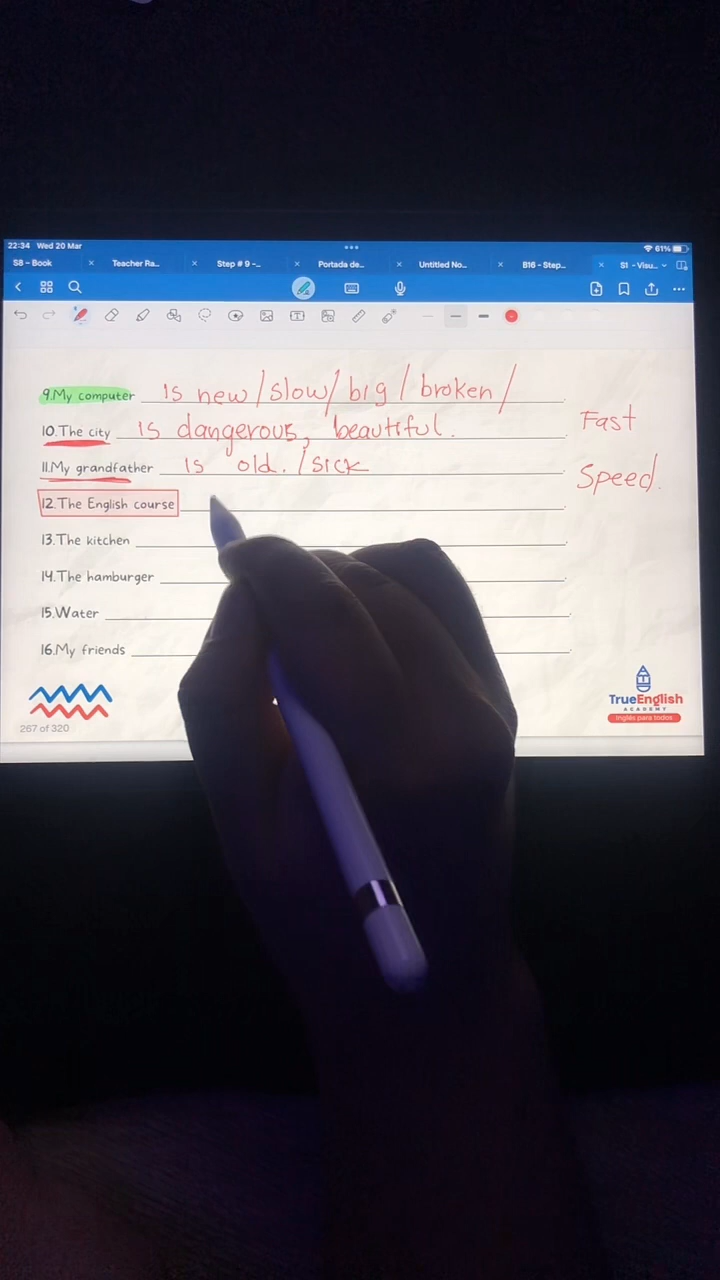 22:34 Wed 20 Mar
61%
S8 – Book
Teacher Ra...
Step # 9 –...
Portada de...
Untitled No...
B16 – Step...
S1 – Visu...
9.My computer is new / slow / big / broken /
Fast
10.The city is dangerous, beautiful.
11.My grandfather is old. / sick
Speed.
12.The English course
13.The kitchen
14.The hamburger
15.Water
16.My friends
TrueEnglish
ACADEMY
Inglés para todos
267 of 320